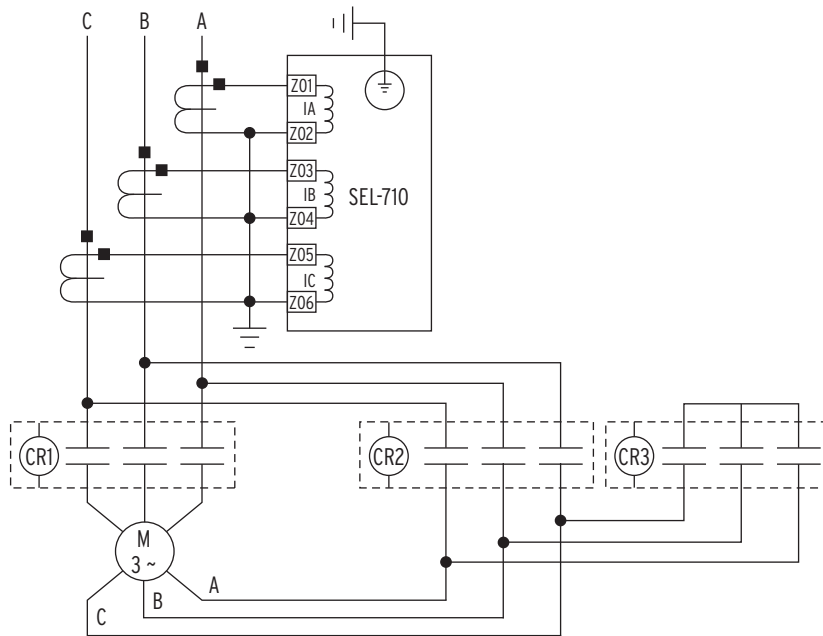 C B A
Z01
IA
Z02
Z03
IB
SEL-710
Z04
Z05
IC
Z06
CR1 CR2 CR3
M
3 ~
A
B
C